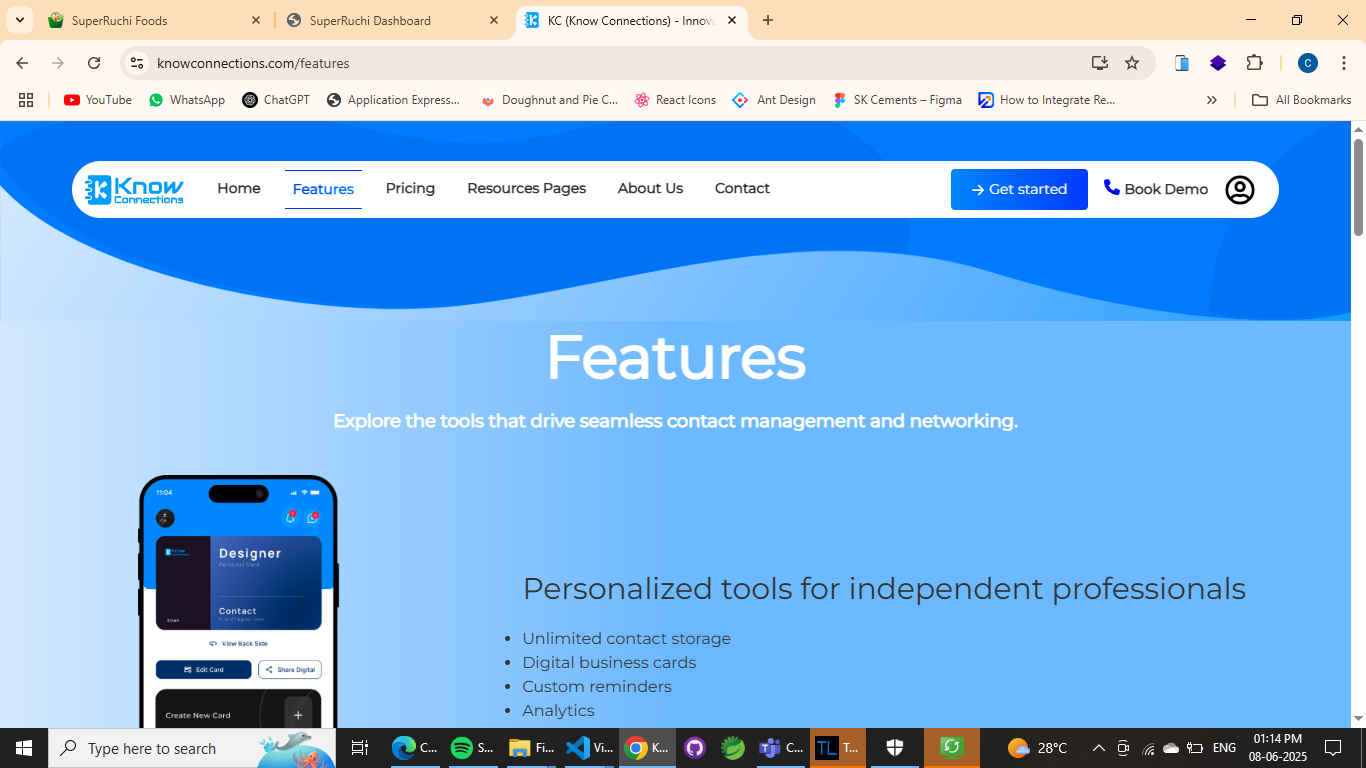 SuperRuchi Foods
SuperRuchi Dashboard
KC (Know Connections) - Innova
knowconnections.com/features
C
YouTube
WhatsApp
ChatGPT
Application Express...
Doughnut and Pie C...
React Icons
Ant Design
SK Cements – Figma
How to Integrate Re...
All Bookmarks
Know
Connections
Home
Features
Pricing
Resources Pages
About Us
Contact
→ Get started
Book Demo
Features
Explore the tools that drive seamless contact management and networking.
11:04
Know
Designer
Personal Card
Contact
View Back Side
Edit Card
Share Digital
Create New Card
+
Personalized tools for independent professionals
• Unlimited contact storage
• Digital business cards
• Custom reminders
• Analytics
Type here to search
C...
S...
Fi...
Vi...
K...
C...
TL
T...
28°C
ENG
01:14 PM
08-06-2025